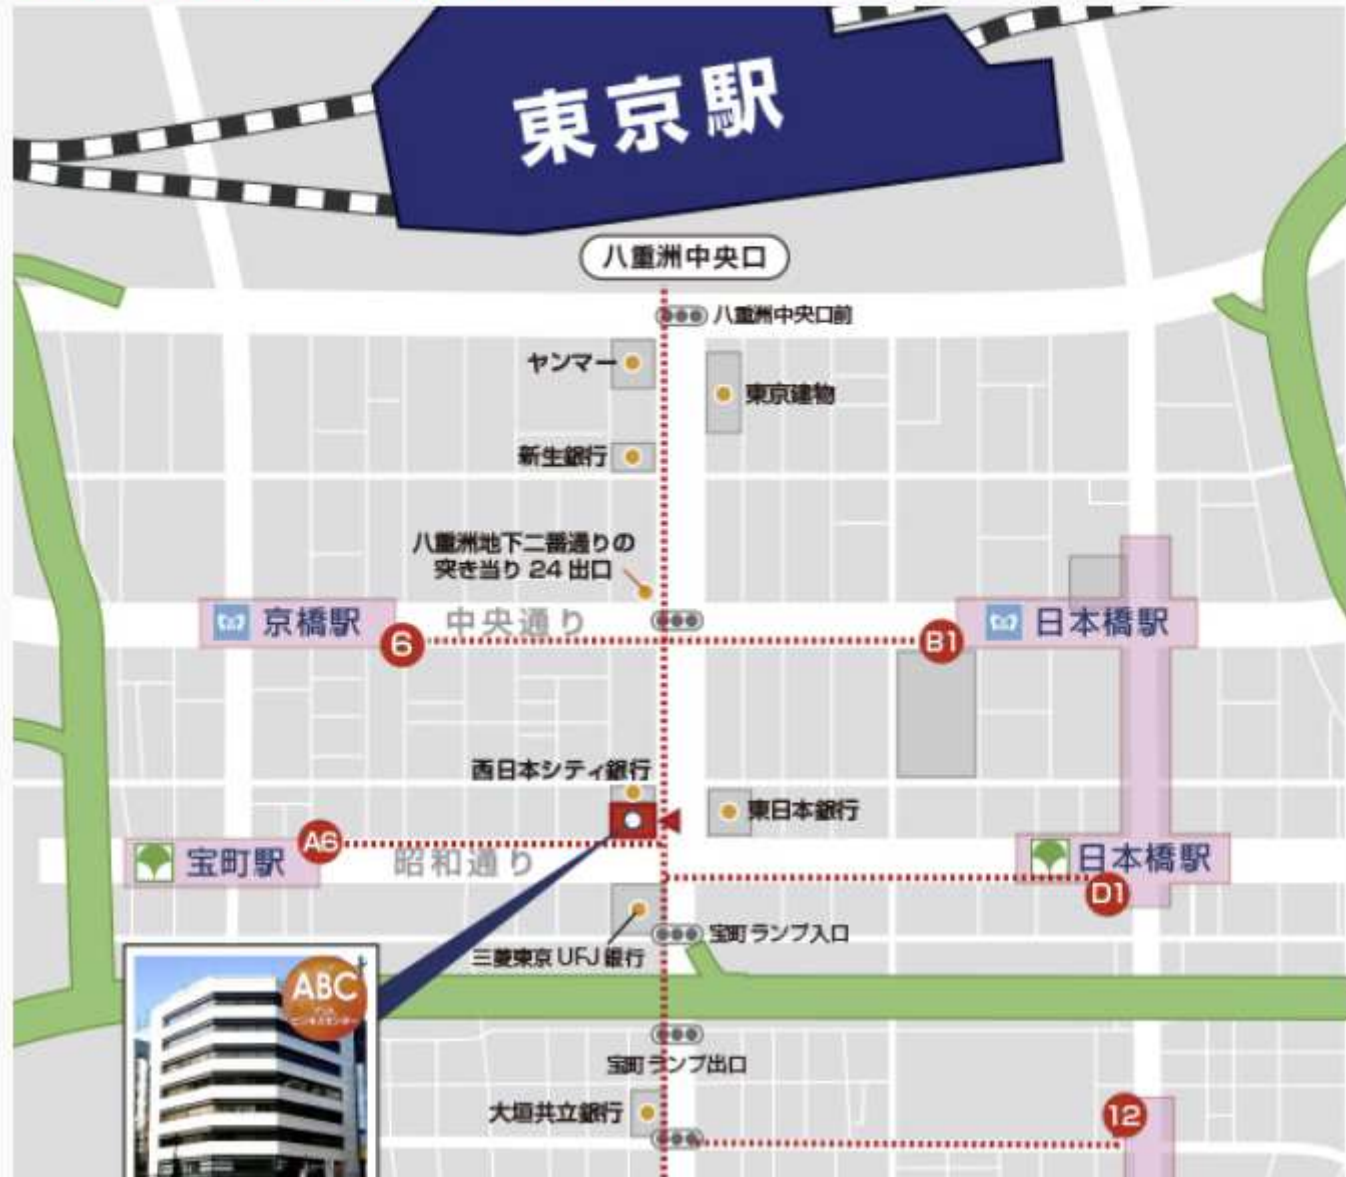 東京駅
八重洲中央口
八重洲中央口前
ヤンマー
東京建物
新生銀行
八重洲地下二番通りの
突き当り 24 出口
京橋駅
中央通り
日本橋駅
6
B1
西日本シティ銀行
東日本銀行
A6
宝町駅
昭和通り
日本橋駅
D1
宝町ランプ入口
三菱東京 UFJ 銀行
ABC
宝町ランプ出口
大垣共立銀行
12